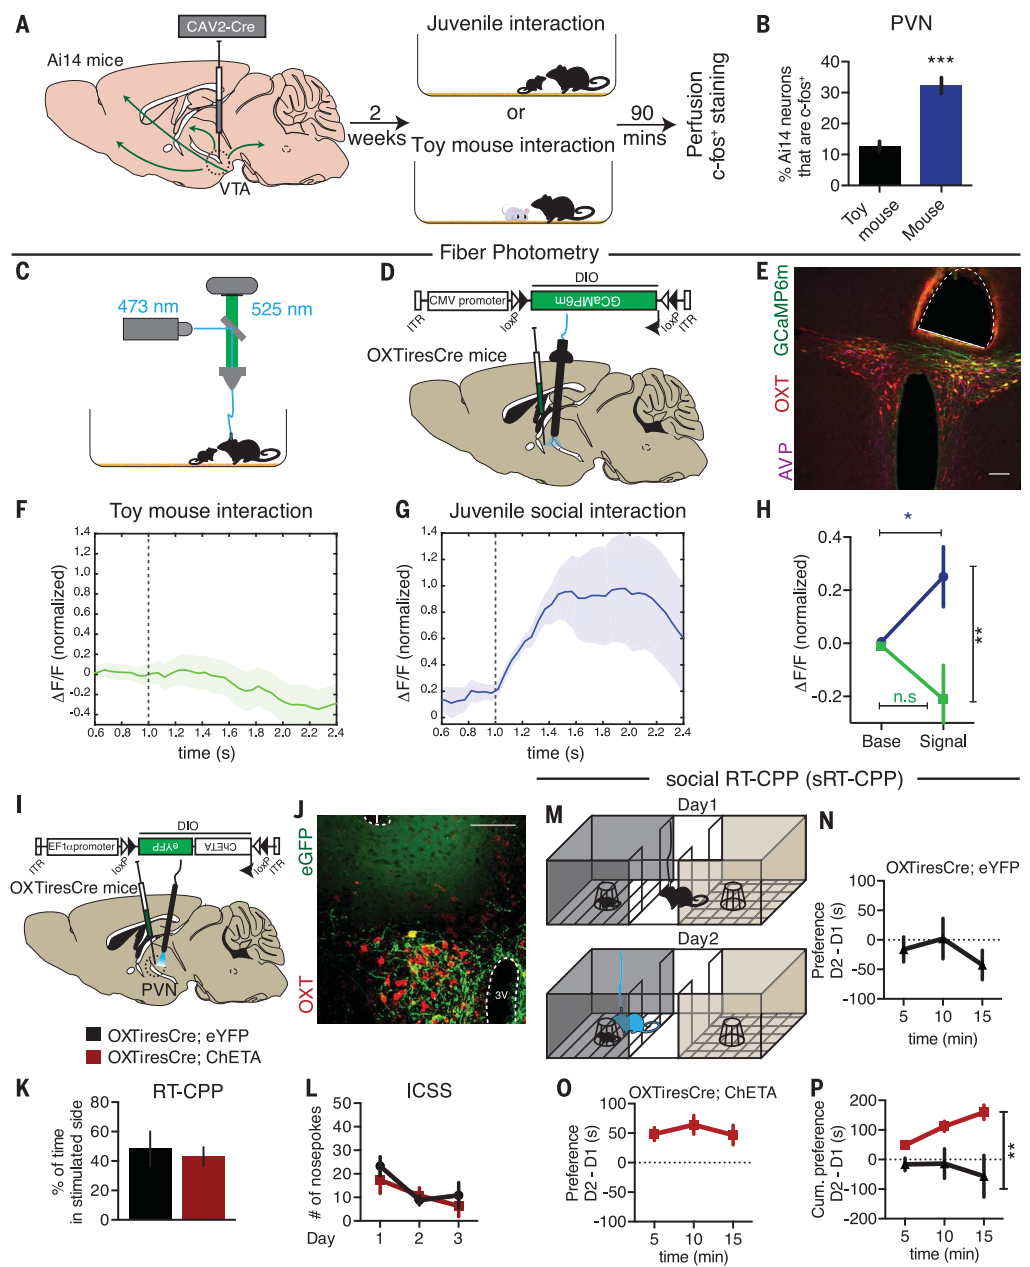 A
CAV2-Cre
Ai14 mice
VTA
2
weeks
Juvenile interaction
or
Toy mouse interaction
90
mins
Perfusion
c-fos⁺ staining
B
PVN
% Ai14 neurons
that are c-fos⁺
40
30
20
10
0
***
Toy
mouse
Mouse
Fiber Photometry
C
473 nm
525 nm
D
DIO
ITR
CMV promoter
loxP
GCaMP6m
loxP
ITR
OXTiresCre mice
E
AVP OXT GCaMP6m
F
Toy mouse interaction
ΔF/F (normalized)
1.4
1.2
1
0.8
0.6
0.4
0.2
0
-0.2
-0.4
0.6 0.8 1.0 1.2 1.4 1.6 1.8 2.0 2.2 2.4
time (s)
G
Juvenile social interaction
ΔF/F (normalized)
1.4
1.2
1.0
0.8
0.6
0.4
0.2
0
0.6 0.8 1.0 1.2 1.4 1.6 1.8 2.0 2.2 2.4
time (s)
H
ΔF/F (normalized)
0.4
0.2
0.0
-0.2
*
**
n.s
Base Signal
I
DIO
ITR
EF1αpromoter
loxP
eYFP
ChETA
loxP
ITR
OXTiresCre mice
PVN
OXTiresCre; eYFP
OXTiresCre; ChETA
J
OXT eGFP
3V
social RT-CPP (sRT-CPP)
M
Day1
Day2
N
OXTiresCre; eYFP
Preference
D2 - D1 (s)
100
50
0
-50
-100
5 10 15
time (min)
K
RT-CPP
% of time
in stimulated side
80
60
40
20
0
L
ICSS
# of nosepokes
50
40
30
20
10
0
Day 1 2 3
O
OXTiresCre; ChETA
Preference
D2 - D1 (s)
100
50
0
-50
-100
5 10 15
time (min)
P
Cum. preference
D2 - D1 (s)
200
100
0
-100
-200
**
5 10 15
time (min)